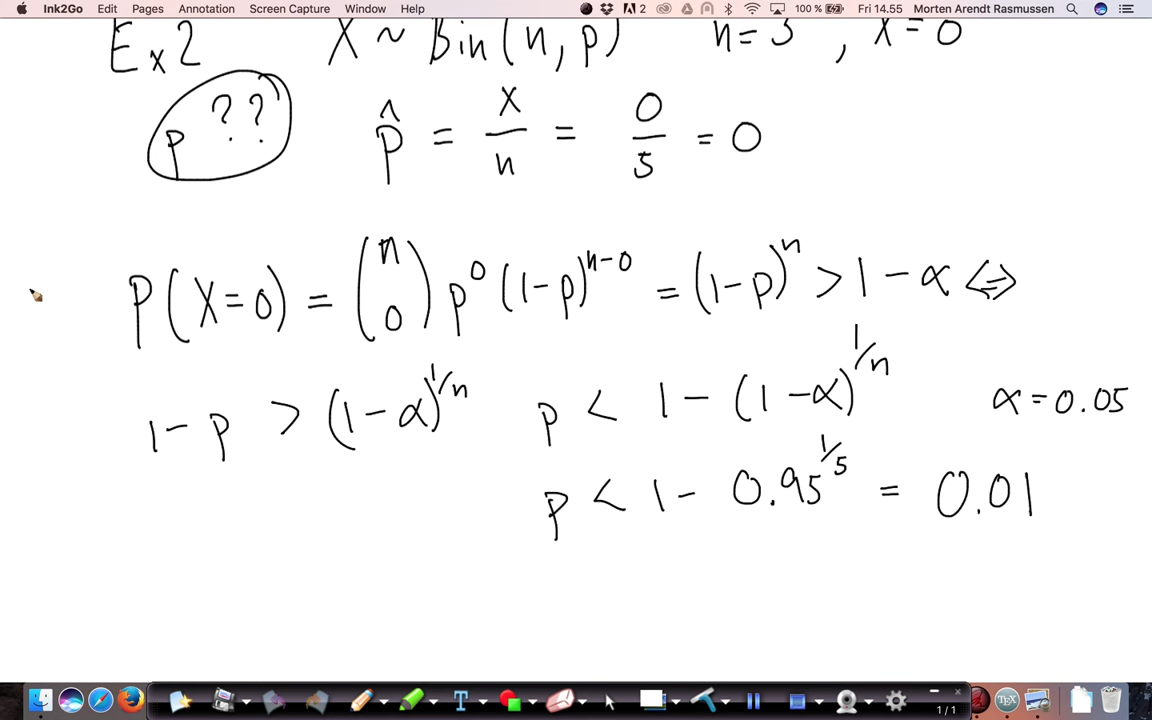 Ink2Go Edit Pages Annotation Screen Capture Window Help A 2 100 % Fri 14.55 Morten Arendt Rasmussen
Ex2 X ~ Bin(n,p) n=5 , x=0
p ?? p̂ = x/n = 0/5 = 0
P(X=0) = (n 0) p^0 (1-p)^{n-0} = (1-p)^n > 1-α ⇔
1-p > (1-α)^{1/n} p < 1-(1-α)^{1/n} α=0.05
p < 1- 0.95^{1/5} = 0.01
T TEX 1/1